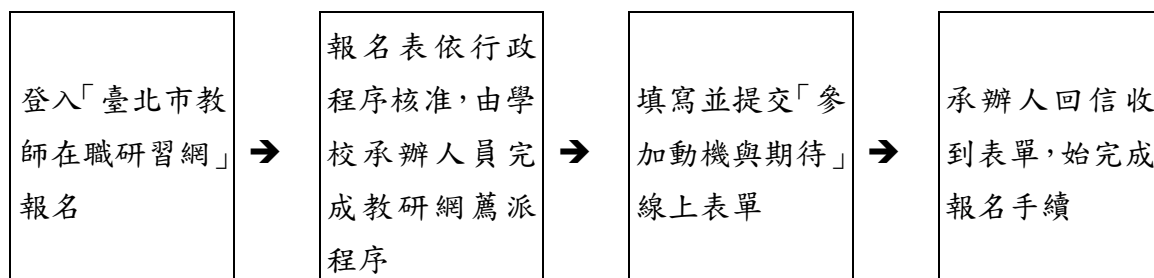 登入「臺北市教
師在職研習網」
報名
➔
報名表依行政
程序核准，由學
校承辦人員完
成教研網薦派
程序
➔
填寫並提交「參
加動機與期待」
線上表單
➔
承辦人回信收
到表單，始完成
報名手續